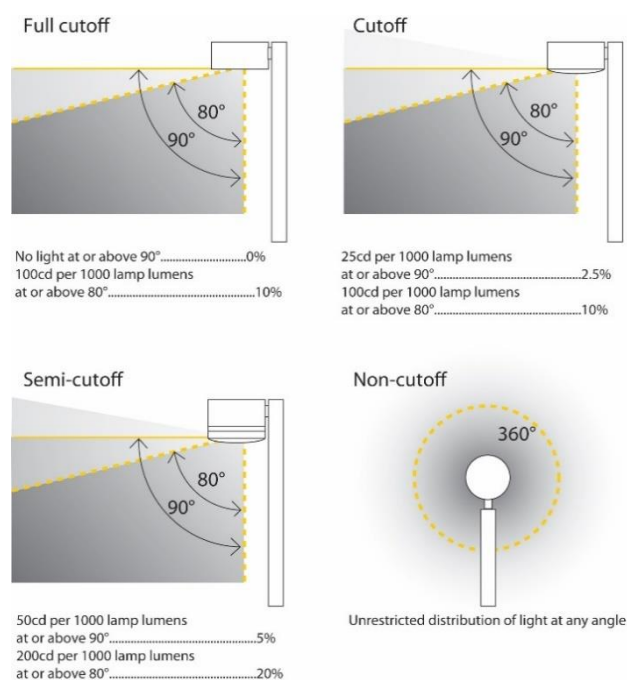 Full cutoff
80°
90°
No light at or above 90°..............................0%
100cd per 1000 lamp lumens
at or above 80°....................................................10%
Cutoff
80°
90°
25cd per 1000 lamp lumens
at or above 90°....................................................2.5%
100cd per 1000 lamp lumens
at or above 80°....................................................10%
Semi-cutoff
80°
90°
50cd per 1000 lamp lumens
at or above 90°....................................................5%
200cd per 1000 lamp lumens
at or above 80°....................................................20%
Non-cutoff
360°
Unrestricted distribution of light at any angle